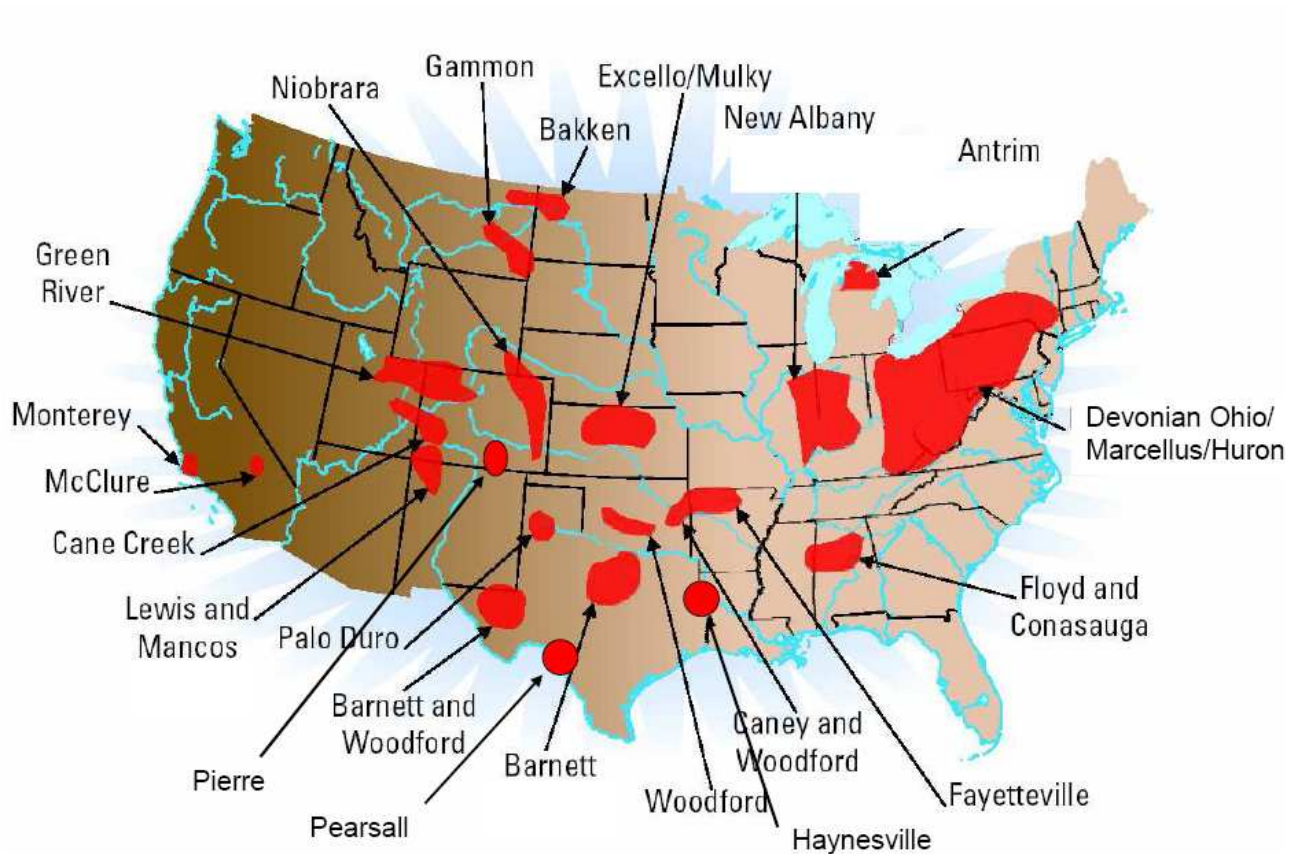 Gammon
Excello/Mulky
Niobrara
New Albany
Bakken
Antrim
Green
River
Monterey
McClure
Devonian Ohio/
Marcellus/Huron
Cane Creek
Lewis and
Mancos
Palo Duro
Floyd and
Conasauga
Barnett and
Woodford
Caney and
Woodford
Pierre
Barnett
Woodford
Fayetteville
Pearsall
Haynesville